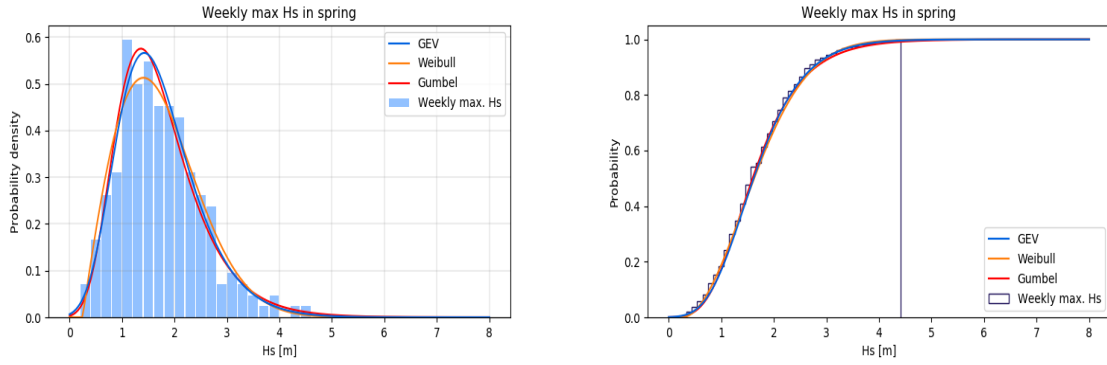 Weekly max Hs in spring
Probability density
0.6
0.5
0.4
0.3
0.2
0.1
0.0
GEV
Weibull
Gumbel
Weekly max. Hs
0 1 2 3 4 5 6 7 8
Hs [m]
Weekly max Hs in spring
Probability
1.0
0.8
0.6
0.4
0.2
0.0
GEV
Weibull
Gumbel
Weekly max. Hs
0 1 2 3 4 5 6 7 8
Hs [m]